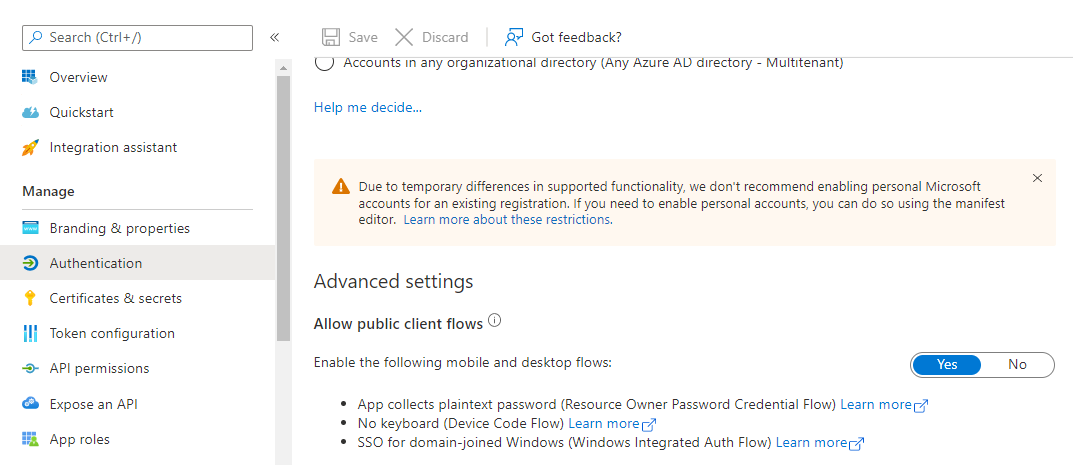 Search (Ctrl+/)
«
Save
Discard
Got feedback?
Overview
Quickstart
Integration assistant
Manage
Branding & properties
Authentication
Certificates & secrets
Token configuration
API permissions
Expose an API
App roles
Accounts in any organizational directory (Any Azure AD directory - Multitenant)
Help me decide...
Due to temporary differences in supported functionality, we don't recommend enabling personal Microsoft
accounts for an existing registration. If you need to enable personal accounts, you can do so using the manifest
editor. Learn more about these restrictions.
Advanced settings
Allow public client flows
Enable the following mobile and desktop flows:
Yes No
• App collects plaintext password (Resource Owner Password Credential Flow) Learn more
• No keyboard (Device Code Flow) Learn more
• SSO for domain-joined Windows (Windows Integrated Auth Flow) Learn more